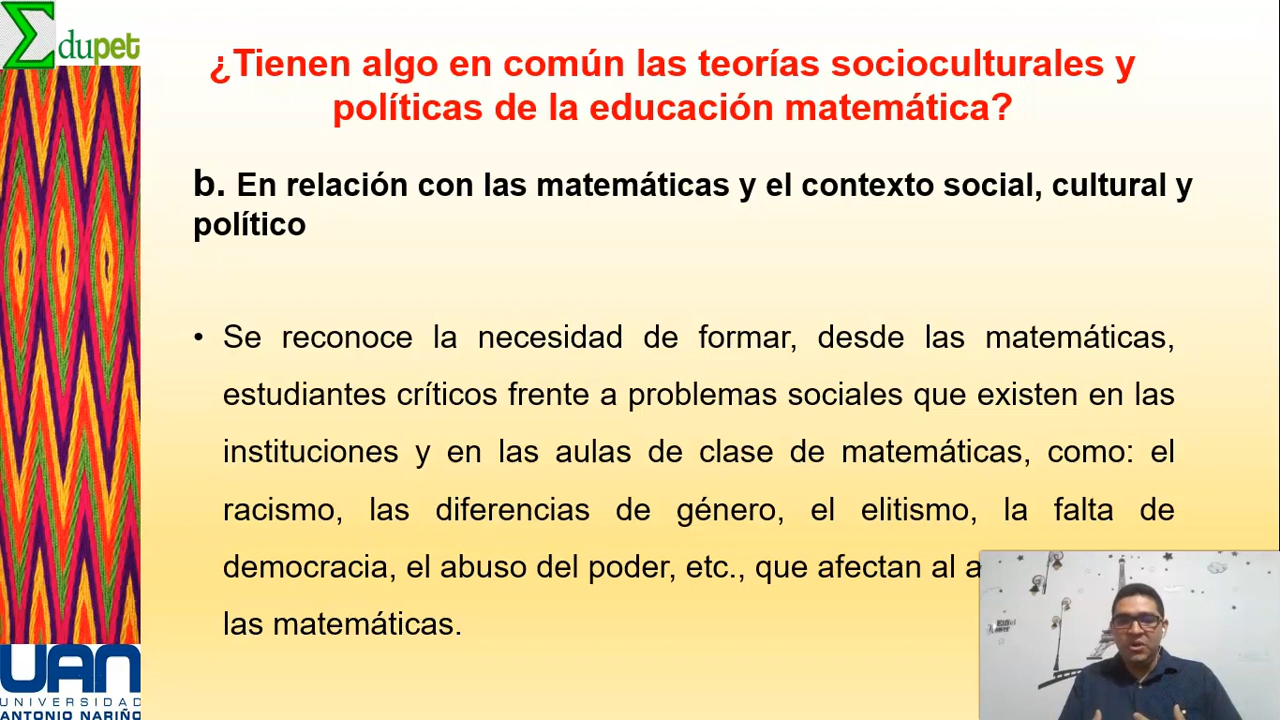 Σdupet
¿Tienen algo en común las teorías socioculturales y
políticas de la educación matemática?
b. En relación con las matemáticas y el contexto social, cultural y
político
• Se reconoce la necesidad de formar, desde las matemáticas,
estudiantes críticos frente a problemas sociales que existen en las
instituciones y en las aulas de clase de matemáticas, como: el
racismo, las diferencias de género, el elitismo, la falta de
democracia, el abuso del poder, etc., que afectan al
las matemáticas.
UAN
UNIVERSIDAD
ANTONIO NARIÑO